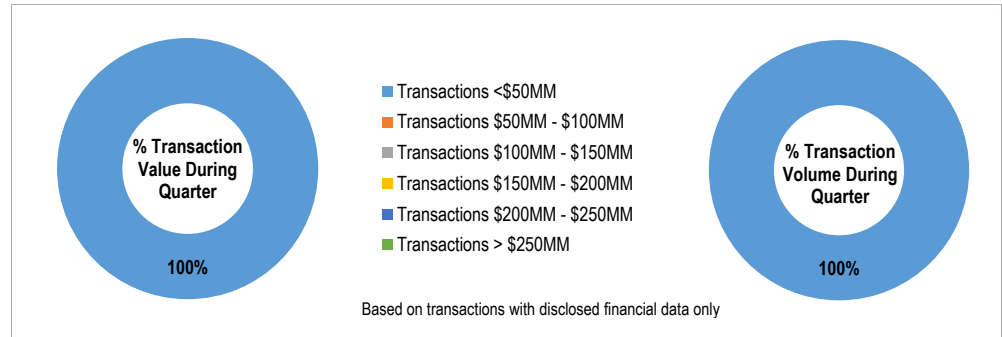 % Transaction
Value During
Quarter
100%
Transactions <$50MM
Transactions $50MM - $100MM
Transactions $100MM - $150MM
Transactions $150MM - $200MM
Transactions $200MM - $250MM
Transactions > $250MM
% Transaction
Volume During
Quarter
100%
Based on transactions with disclosed financial data only